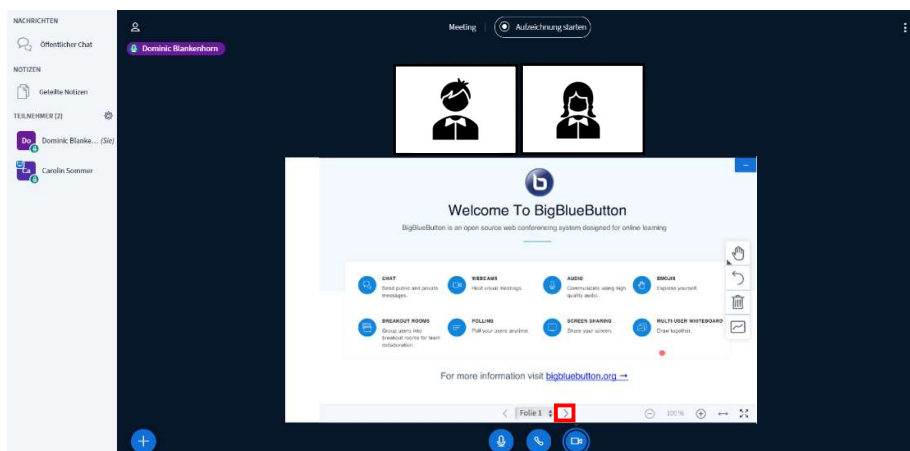 NACHRICHTEN
Öffentlicher Chat
NOTIZEN
Geteilte Notizen
TEILNEHMER (2)
Do
Dominic Blanke... (Sie)
Ca
Carolin Sommer
Meeting
Aufzeichnung starten
Dominic Blankenhorn
Welcome To BigBlueButton
BigBlueButton is an open source web conferencing system designed for online learning
CHAT
Send public and private
messages.
WEBCAMS
Hold visual meetings.
AUDIO
Communicate using high
quality audio.
EMOJIS
Express yourself.
BREAKOUT ROOMS
Group users into
breakout rooms for team
collaboration.
POLLING
Poll your users anytime.
SCREEN SHARING
Share your screen.
MULTI-USER WHITEBOARD
Draw together.
For more information visit bigbluebutton.org →
Folie 1
100%